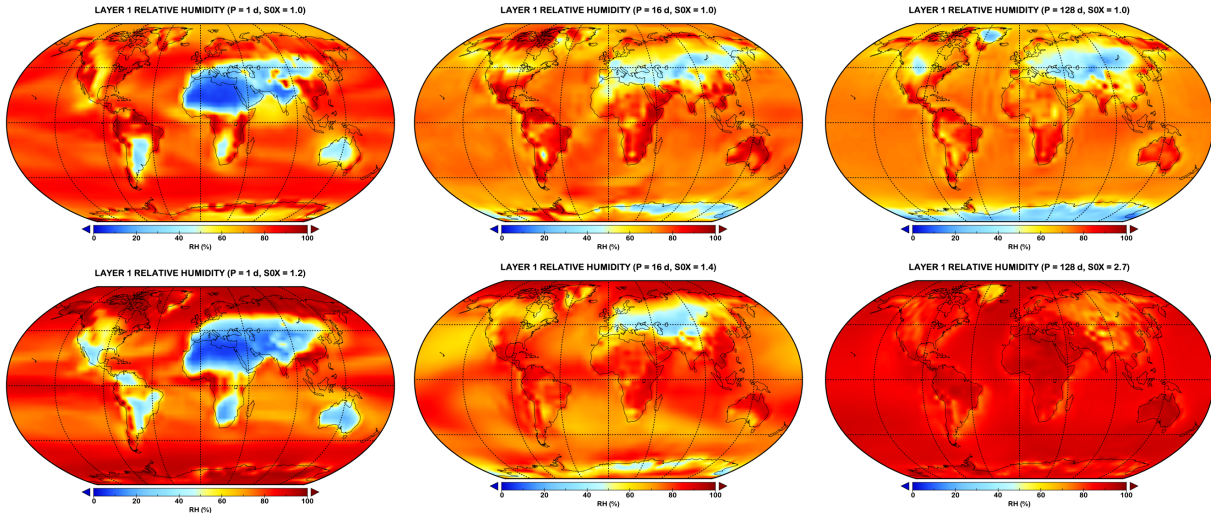 LAYER 1 RELATIVE HUMIDITY (P = 1 d, S0X = 1.0)
0 20 40 60 80 100
RH (%)
LAYER 1 RELATIVE HUMIDITY (P = 16 d, S0X = 1.0)
0 20 40 60 80 100
RH (%)
LAYER 1 RELATIVE HUMIDITY (P = 128 d, S0X = 1.0)
0 20 40 60 80 100
RH (%)
LAYER 1 RELATIVE HUMIDITY (P = 1 d, S0X = 1.2)
0 20 40 60 80 100
RH (%)
LAYER 1 RELATIVE HUMIDITY (P = 16 d, S0X = 1.4)
0 20 40 60 80 100
RH (%)
LAYER 1 RELATIVE HUMIDITY (P = 128 d, S0X = 2.7)
0 20 40 60 80 100
RH (%)